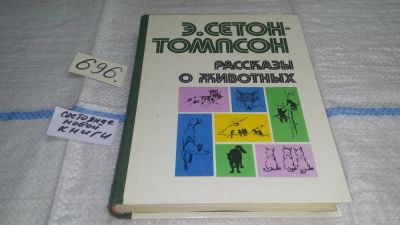 Э. СЕТОН-
ТОМПСОН
РАССКАЗЫ
О ЖИВОТНЫХ
696.
СОСТОЯНИЕ
НОВОЙ
КНИГИ